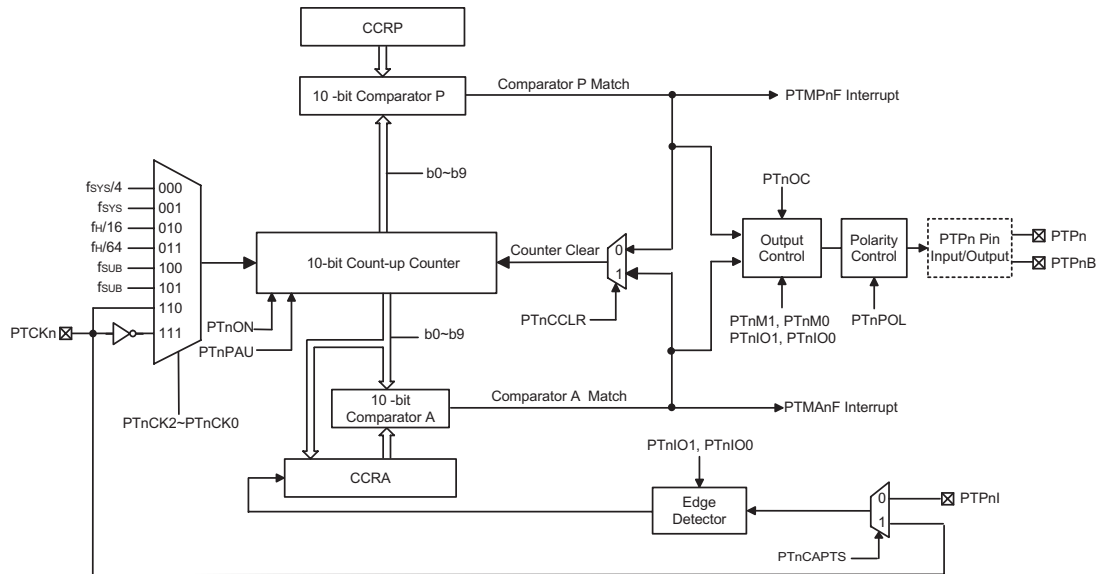 CCRP
10 -bit Comparator P
Comparator P Match
PTMPnF Interrupt
b0~b9
fSYS/4
000
fSYS
001
fH/16
010
fH/64
011
fSUB
100
fSUB
101
110
111
PTCKn
PTnCK2~PTnCK0
10-bit Count-up Counter
PTnON
PTnPAU
b0~b9
Counter Clear
0
1
PTnCCLR
PTnOC
Output
Control
PTnM1, PTnM0
PTnIO1, PTnIO0
Polarity
Control
PTnPOL
PTPn Pin
Input/Output
PTPn
PTPnB
10 -bit
Comparator A
Comparator A Match
PTMAnF Interrupt
CCRA
PTnIO1, PTnIO0
Edge
Detector
0
1
PTPnI
PTnCAPTS